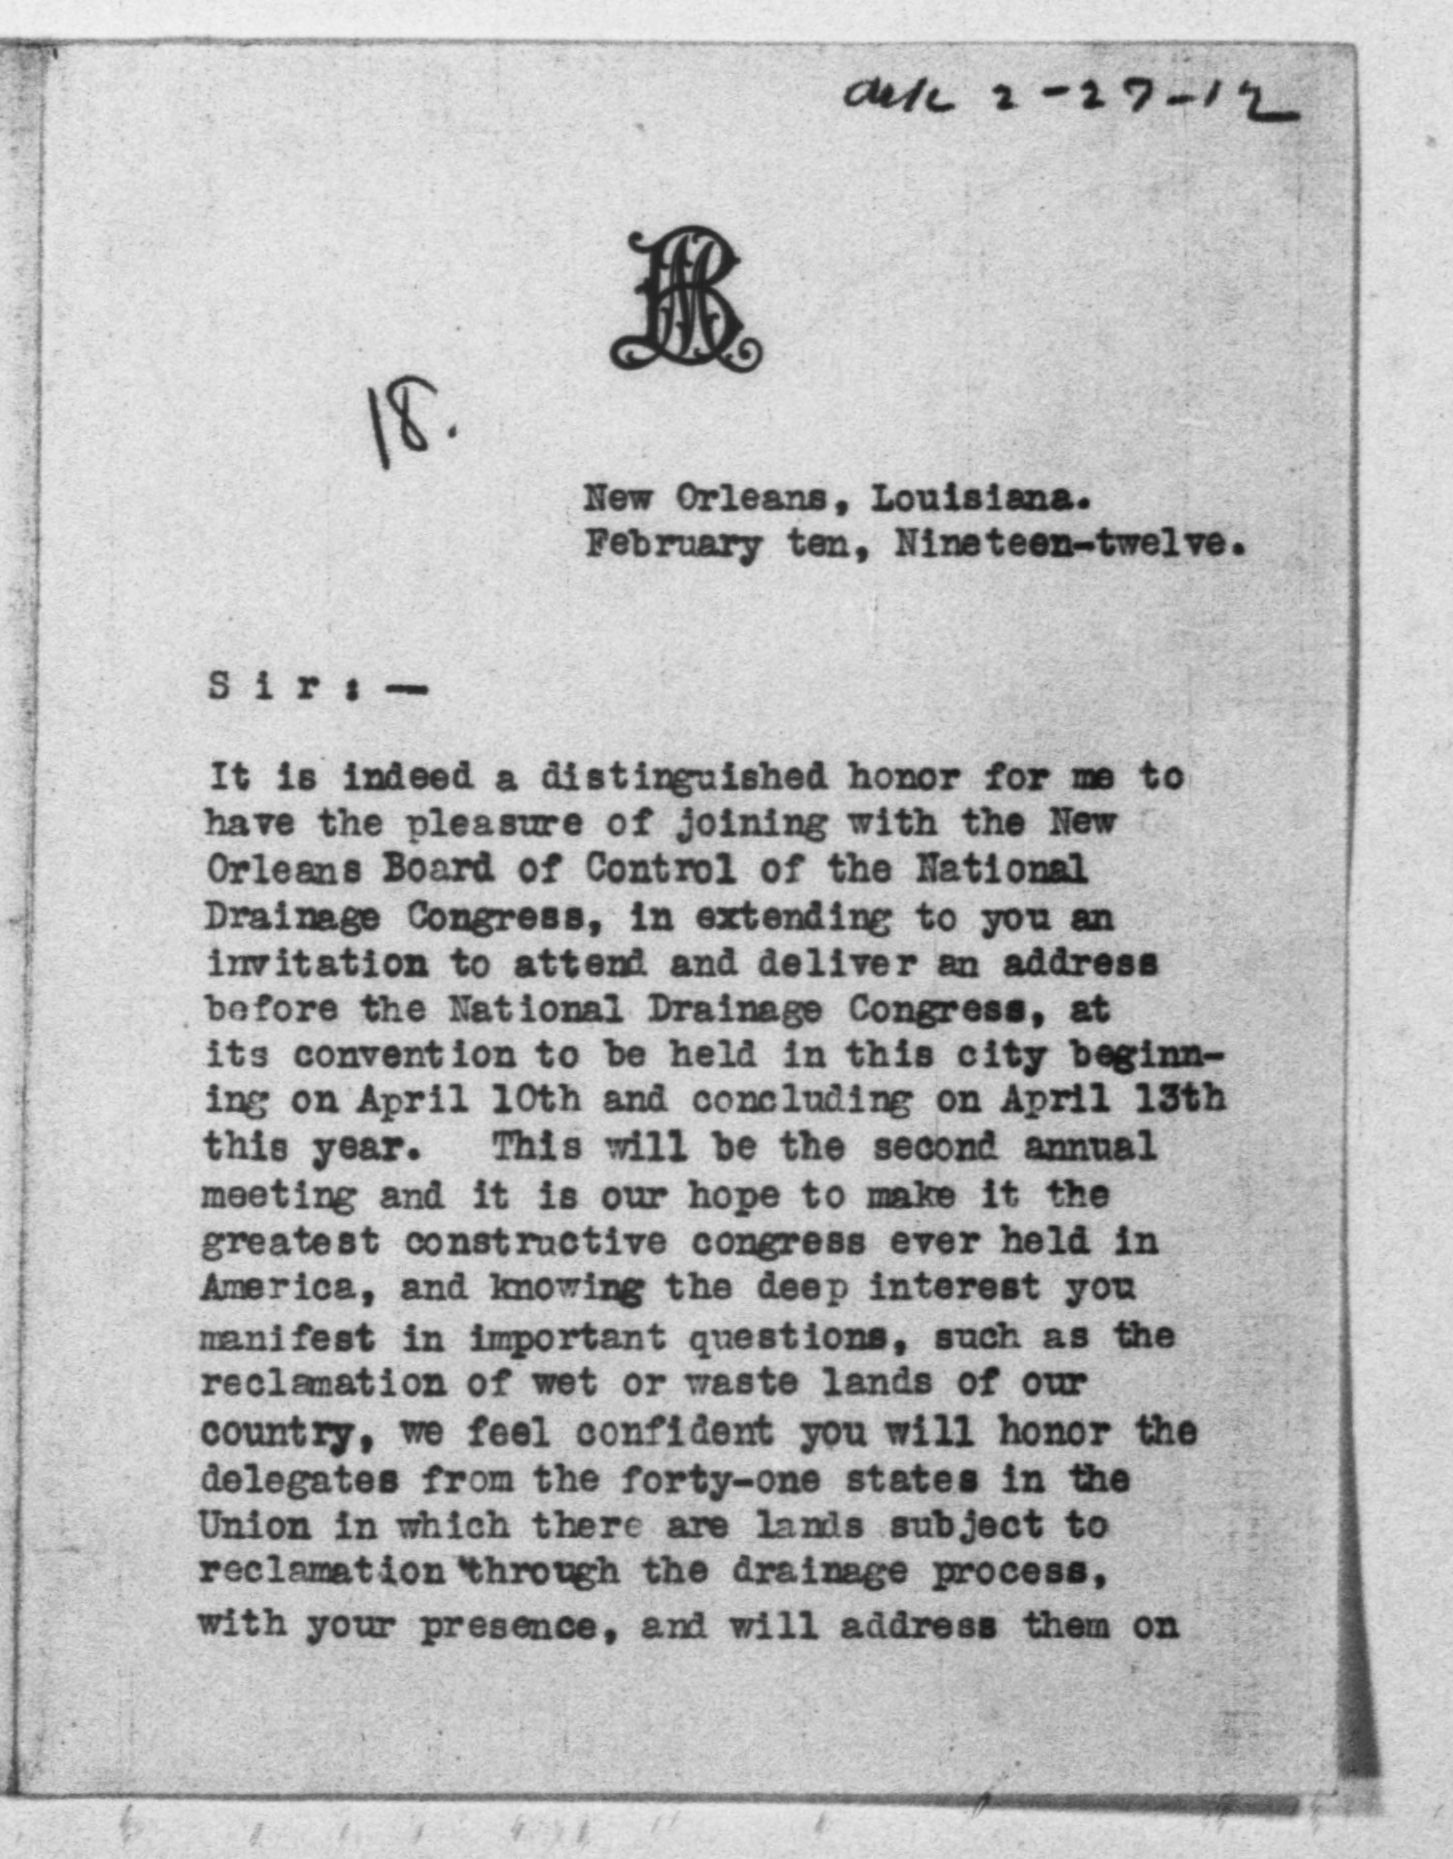 ack 2-27-12
18.
New Orleans, Louisiana.
February ten, Nineteen-twelve.
Sir:—
It is indeed a distinguished honor for me to
have the pleasure of joining with the New
Orleans Board of Control of the National
Drainage Congress, in extending to you an
invitation to attend and deliver an address
before the National Drainage Congress, at
its convention to be held in this city beginn-
ing on April 10th and concluding on April 13th
this year. This will be the second annual
meeting and it is our hope to make it the
greatest constructive congress ever held in
America, and knowing the deep interest you
manifest in important questions, such as the
reclamation of wet or waste lands of our
country, we feel confident you will honor the
delegates from the forty-one states in the
Union in which there are lands subject to
reclamation through the drainage process,
with your presence, and will address them on